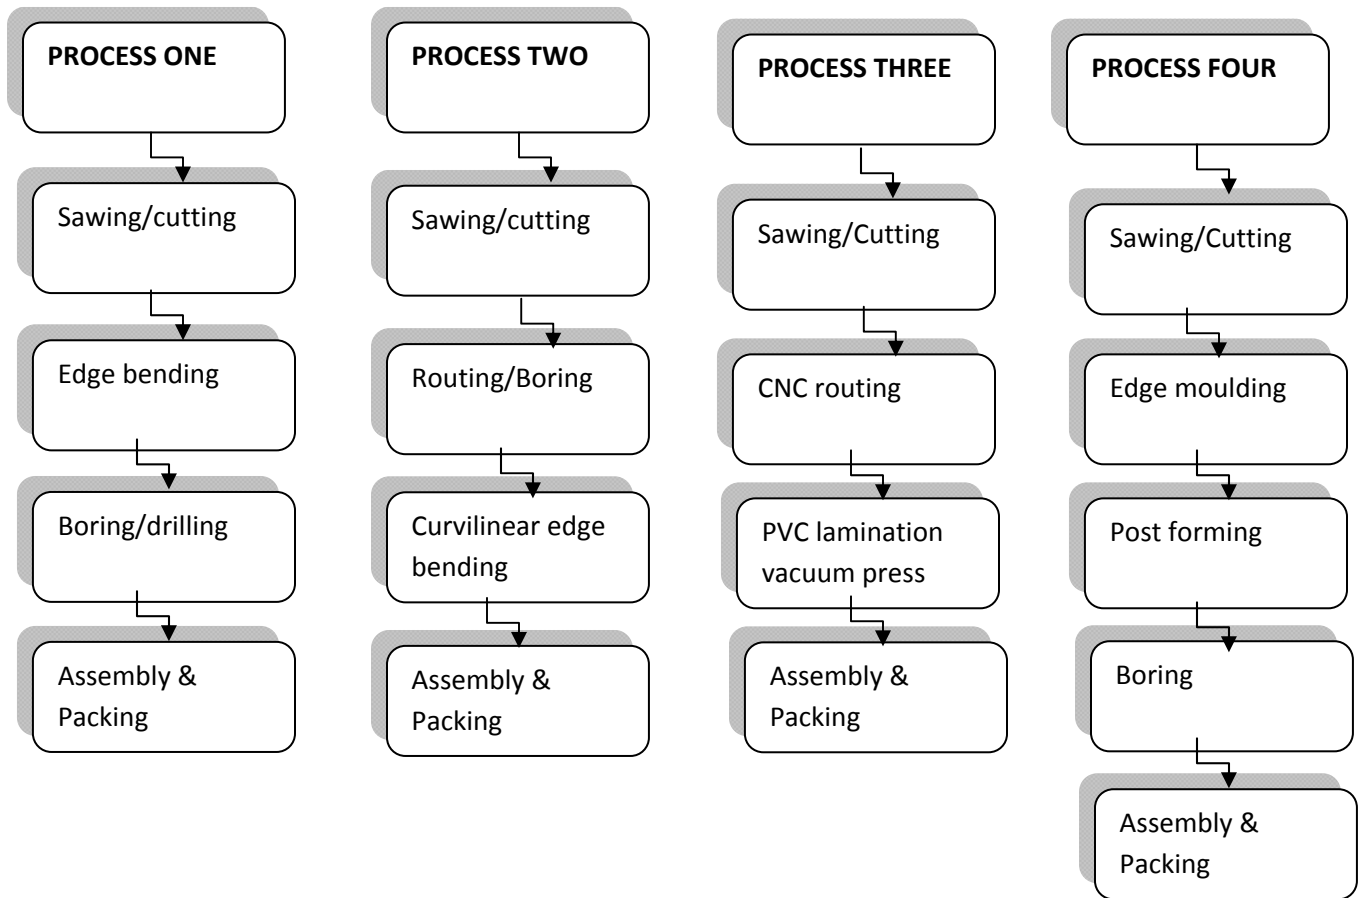 PROCESS ONE
Sawing/cutting
Edge bending
Boring/drilling
Assembly &
Packing
PROCESS TWO
Sawing/cutting
Routing/Boring
Curvilinear edge
bending
Assembly &
Packing
PROCESS THREE
Sawing/Cutting
CNC routing
PVC lamination
vacuum press
Assembly &
Packing
PROCESS FOUR
Sawing/Cutting
Edge moulding
Post forming
Boring
Assembly &
Packing